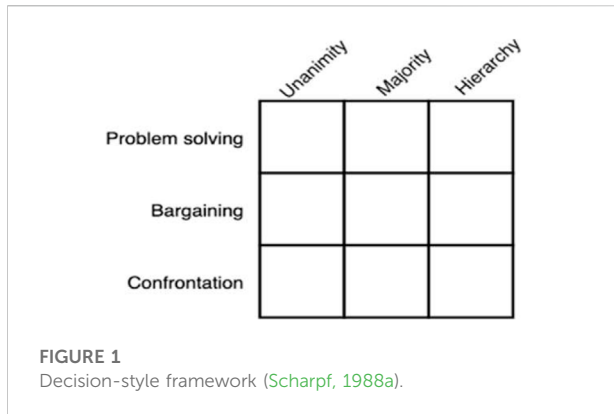 Unanimity
Majority
Hierarchy
Problem solving
Bargaining
Confrontation
FIGURE 1
Decision-style framework (Scharpf, 1988a).